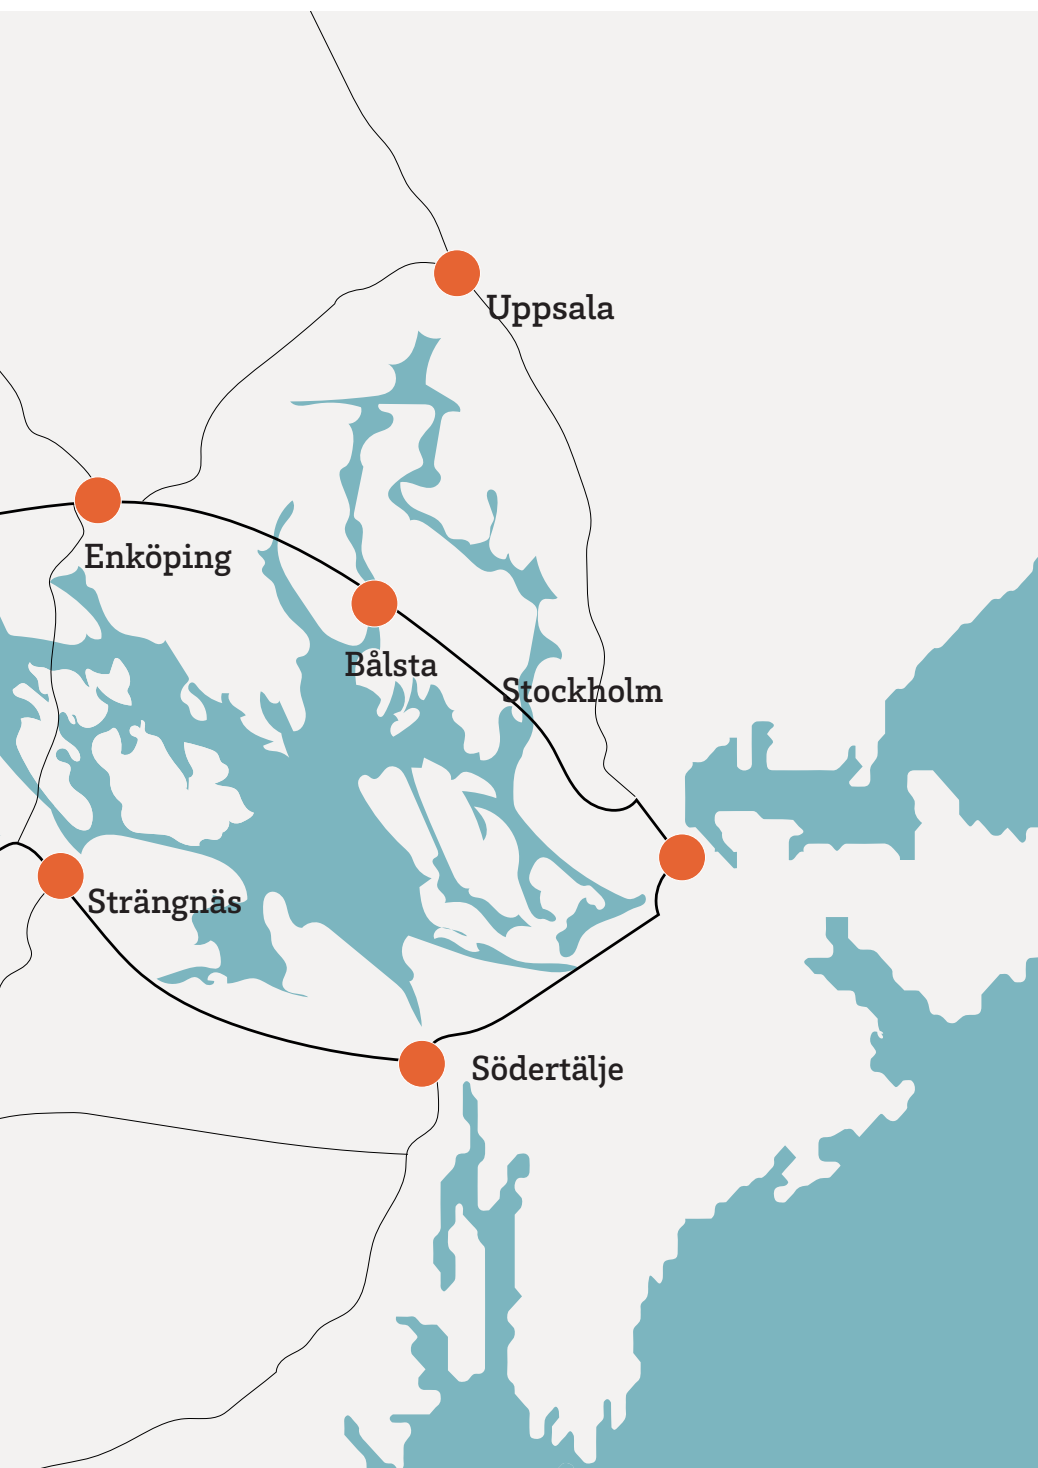 Uppsala
Enköping
Bålsta
Stockholm
Strängnäs
Södertälje